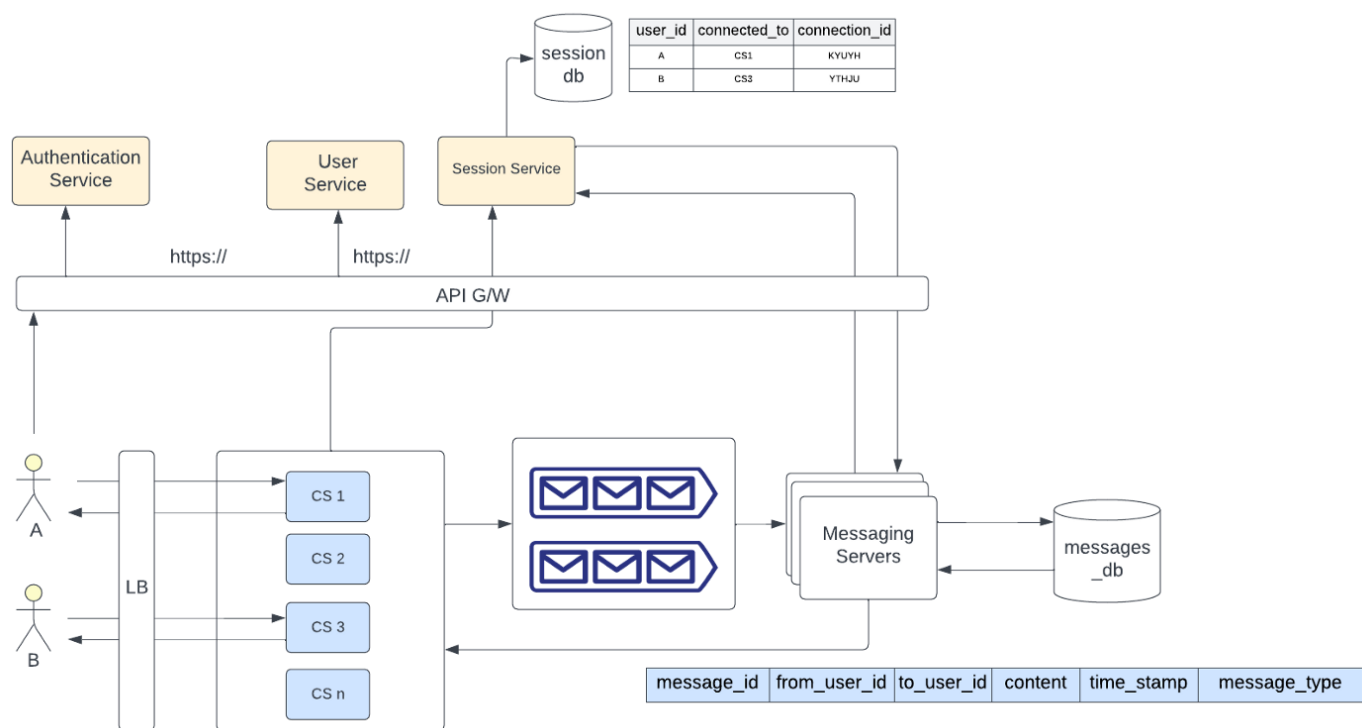 session
db
user_id connected_to connection_id
A CS1 KYUYH
B CS3 YTHJU
Authentication
Service
User
Service
Session Service
https://
https://
API G/W
A
B
LB
CS 1
CS 2
CS 3
CS n
Messaging
Servers
messages
_db
message_id from_user_id to_user_id content time_stamp message_type